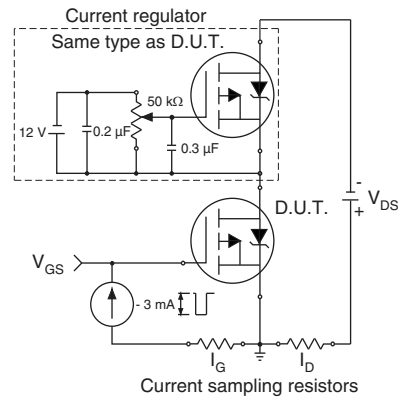 Current regulator
Same type as D.U.T.
50 kΩ
12 V
0.2 µF
0.3 µF
-
+
V_DS
D.U.T.
V_GS
- 3 mA
I_G
I_D
Current sampling resistors